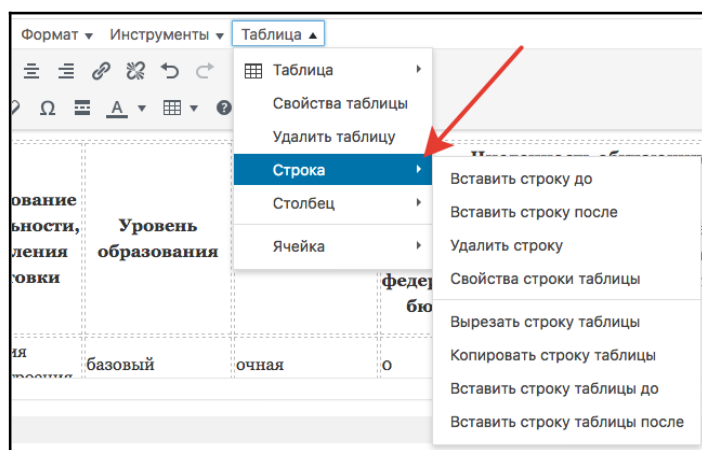 Формат Инструменты Таблица
Таблица
Свойства таблицы
Удалить таблицу
Строка
Столбец
Ячейка
Вставить строку до
Вставить строку после
Удалить строку
Свойства строки таблицы
Вырезать строку таблицы
Копировать строку таблицы
Вставить строку таблицы до
Вставить строку таблицы после
Уровень
образования
базовый очная 0